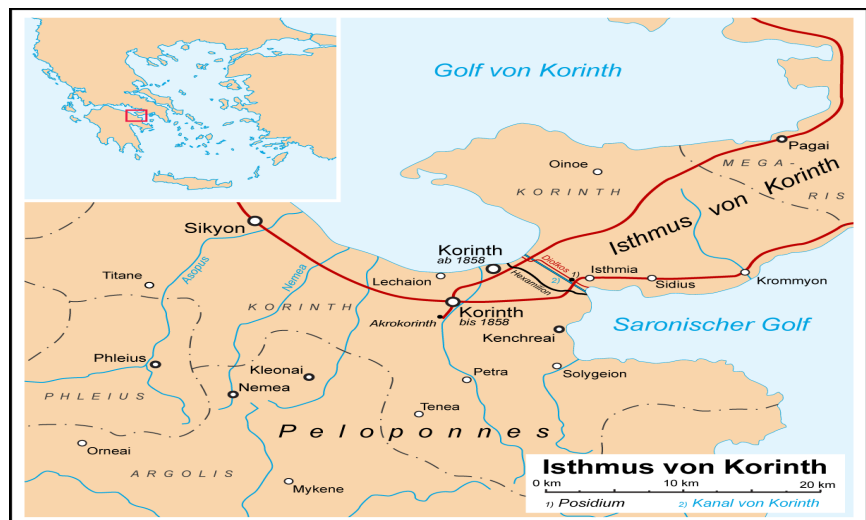 Golf von Korinth
Pagai
MEGA-
RIS
Oinoe
KORINTH
Isthmus von Korinth
Sikyon
Korinth
ab 1858
Diolkos
1)
2)
Hexamilion
Isthmia
Sidius
Krommyon
Asopus
Nemea
Titane
Lechaion
KORINTH
Korinth
bis 1858
Akrokorinth
Saronischer Golf
Kenchreai
Phleius
Kleonai
Nemea
Petra
Solygeion
PHLEIUS
Tenea
Peloponnes
Orneai
ARGOLIS
Mykene
Isthmus von Korinth
0 km 10 km 20 km
1) Posidium 2) Kanal von Korinth